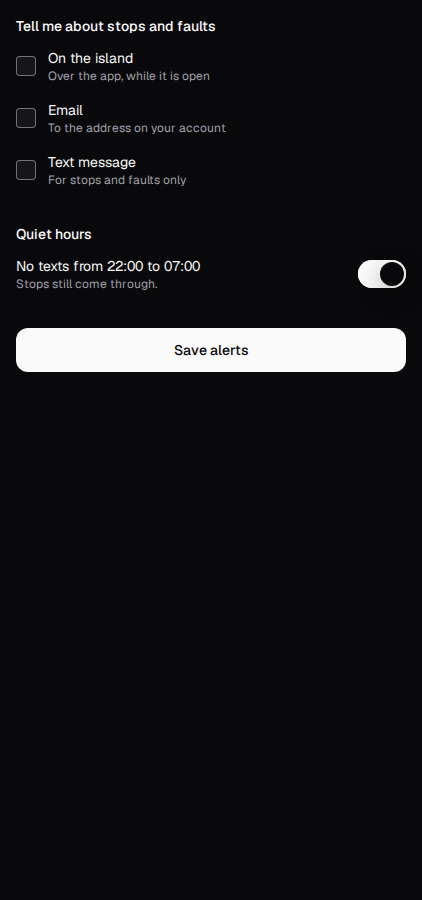 Tell me about stops and faults
On the island
Over the app, while it is open
Email
To the address on your account
Text message
For stops and faults only
Quiet hours
No texts from 22:00 to 07:00
Stops still come through.
Save alerts